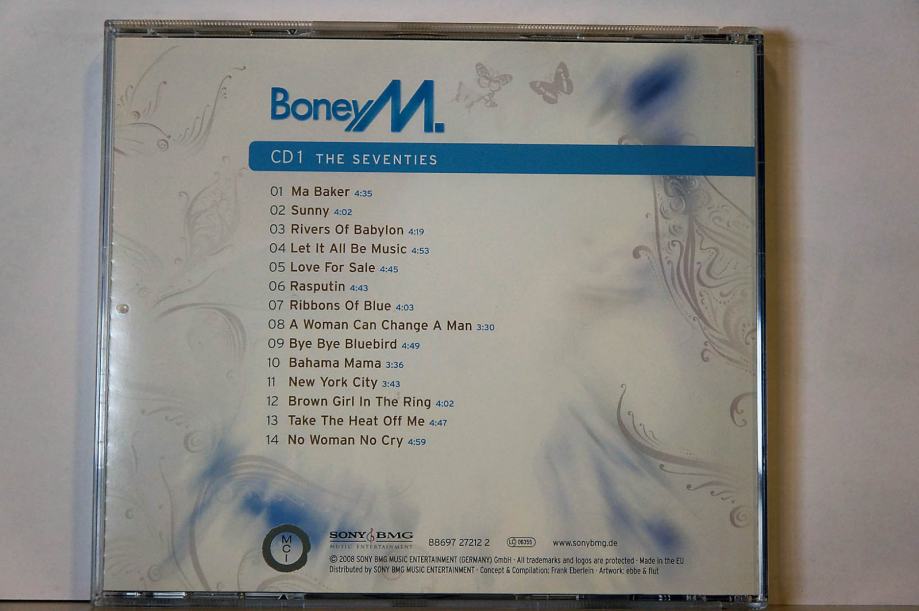 Boney M.
CD1 THE SEVENTIES
01 Ma Baker 4:35
02 Sunny 4:02
03 Rivers Of Babylon 4:19
04 Let It All Be Music 4:53
05 Love For Sale 4:45
06 Rasputin 4:43
07 Ribbons Of Blue 4:03
08 A Woman Can Change A Man 3:30
09 Bye Bye Bluebird 4:49
10 Bahama Mama 3:36
11 New York City 3:43
12 Brown Girl In The Ring 4:02
13 Take The Heat Off Me 4:47
14 No Woman No Cry 4:59
MCI
SONY BMG
MUSIC ENTERTAINMENT
88697 27212 2 LC 06355 www.sonybmg.de
© 2008 SONY BMG MUSIC ENTERTAINMENT (GERMANY) GmbH · All trademarks and logos are protected · Made in the EU
Distributed by SONY BMG MUSIC ENTERTAINMENT · Concept & Compilation: Frank Eberlein · Artwork: ebbe & flut